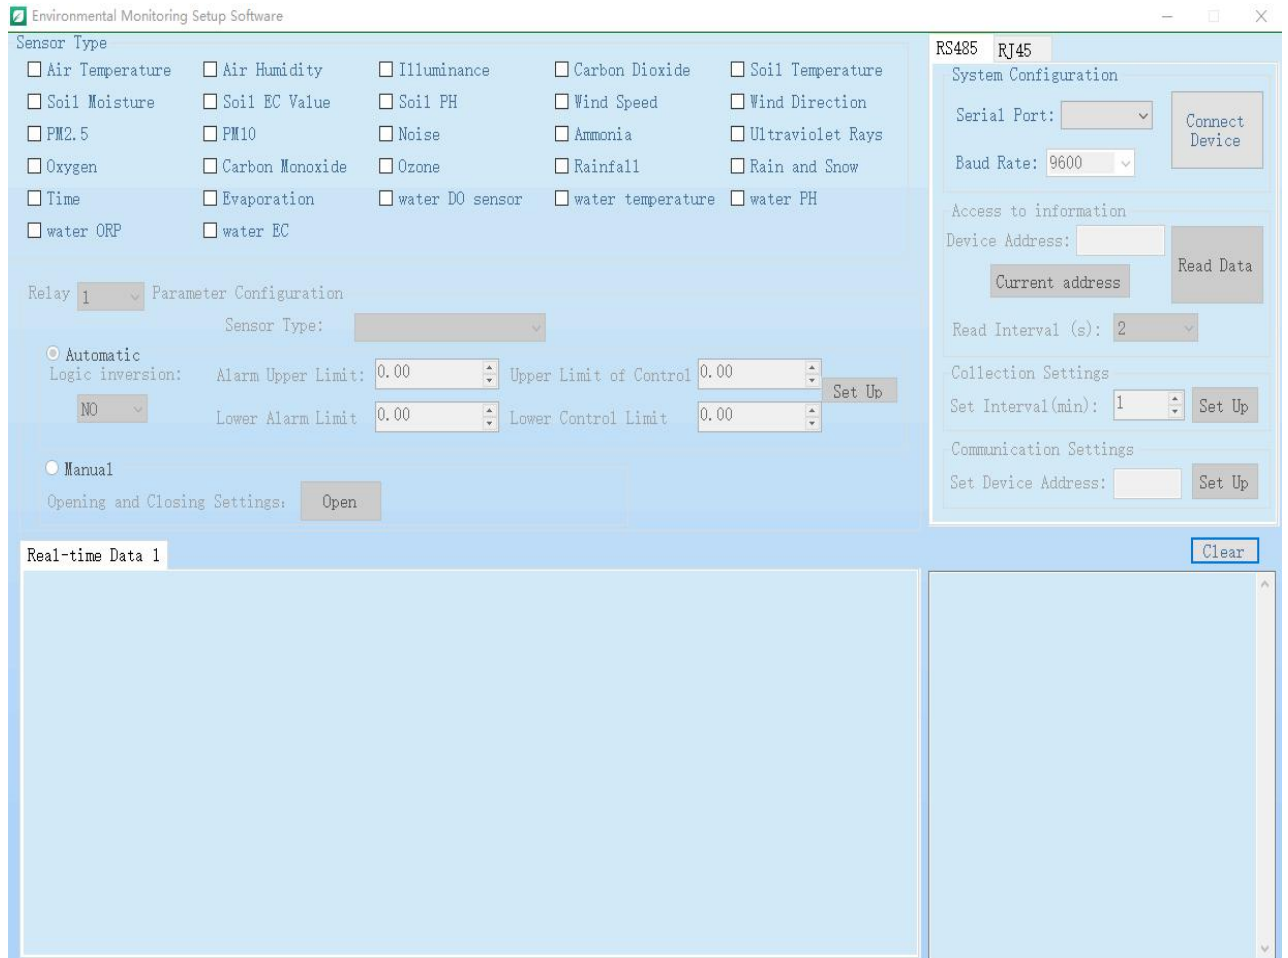 Environmental Monitoring Setup Software
Sensor Type
Air Temperature Air Humidity Illuminance Carbon Dioxide Soil Temperature
Soil Moisture Soil EC Value Soil PH Wind Speed Wind Direction
PM2.5 PM10 Noise Ammonia Ultraviolet Rays
Oxygen Carbon Monoxide Ozone Rainfall Rain and Snow
Time Evaporation water DO sensor water temperature water PH
water ORP water EC
Relay 1 Parameter Configuration
Sensor Type:
Automatic
Logic inversion:
NO
Alarm Upper Limit: 0.00 Upper Limit of Control 0.00
Set Up
Lower Alarm Limit 0.00 Lower Control Limit 0.00
Manual
Opening and Closing Settings: Open
RS485 RJ45
System Configuration
Serial Port:
Connect
Device
Baud Rate: 9600
Access to information
Device Address:
Read Data
Current address
Read Interval (s): 2
Collection Settings
Set Interval(min): 1 Set Up
Communication Settings
Set Device Address: Set Up
Real-time Data 1
Clear